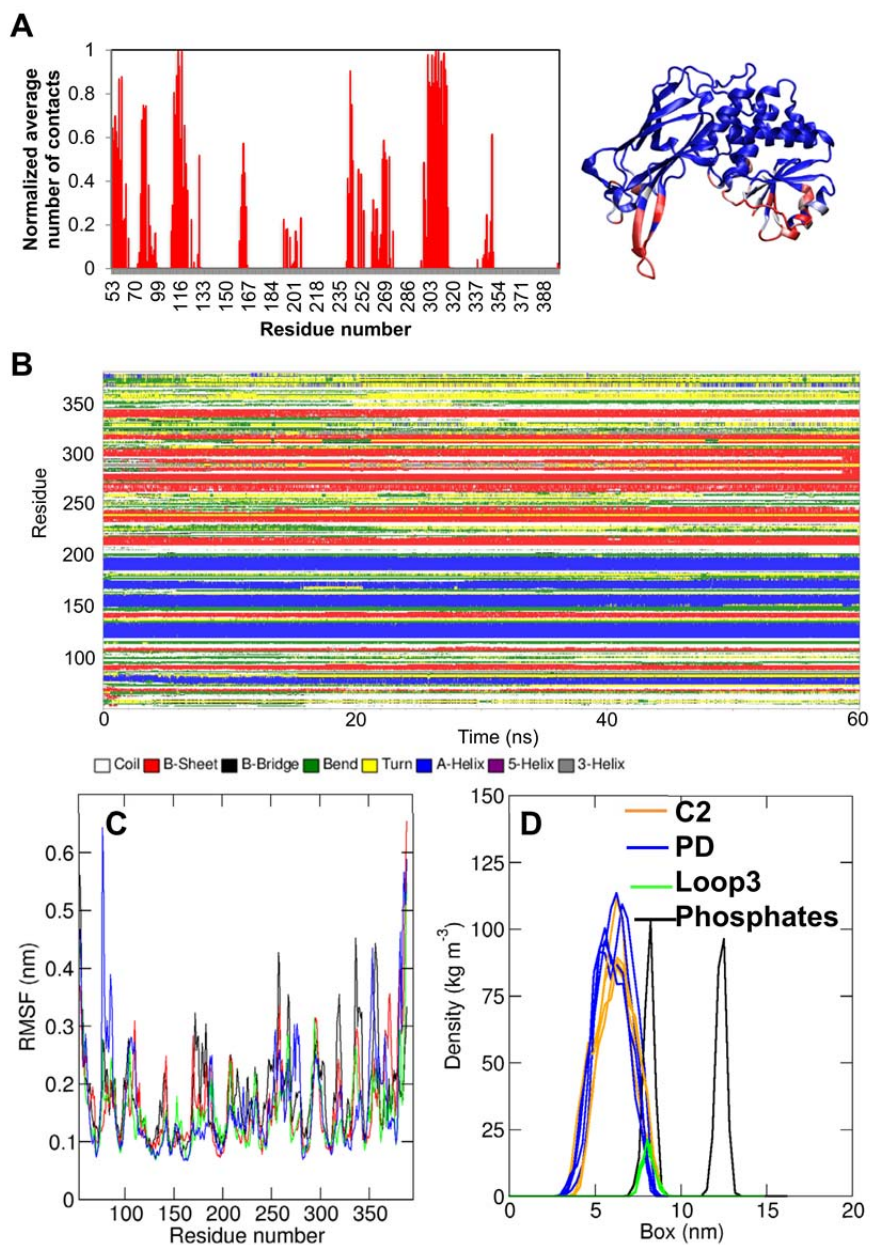 A
Normalized average
number of contacts
1
0.8
0.6
0.4
0.2
0
53 70 99 116 133 150 167 184 201 218 235 252 269 286 303 320 337 354 371 388
Residue number
B
Residue
350
300
250
200
150
100
0 20 40 60
Time (ns)
Coil B-Sheet B-Bridge Bend Turn A-Helix 5-Helix 3-Helix
C
RMSF (nm)
0.6
0.5
0.4
0.3
0.2
0.1
0
100 150 200 250 300 350
Residue number
D
C2
PD
Loop3
Phosphates
Density (kg m⁻³)
150
125
100
75
50
25
0
0 5 10 15 20
Box (nm)